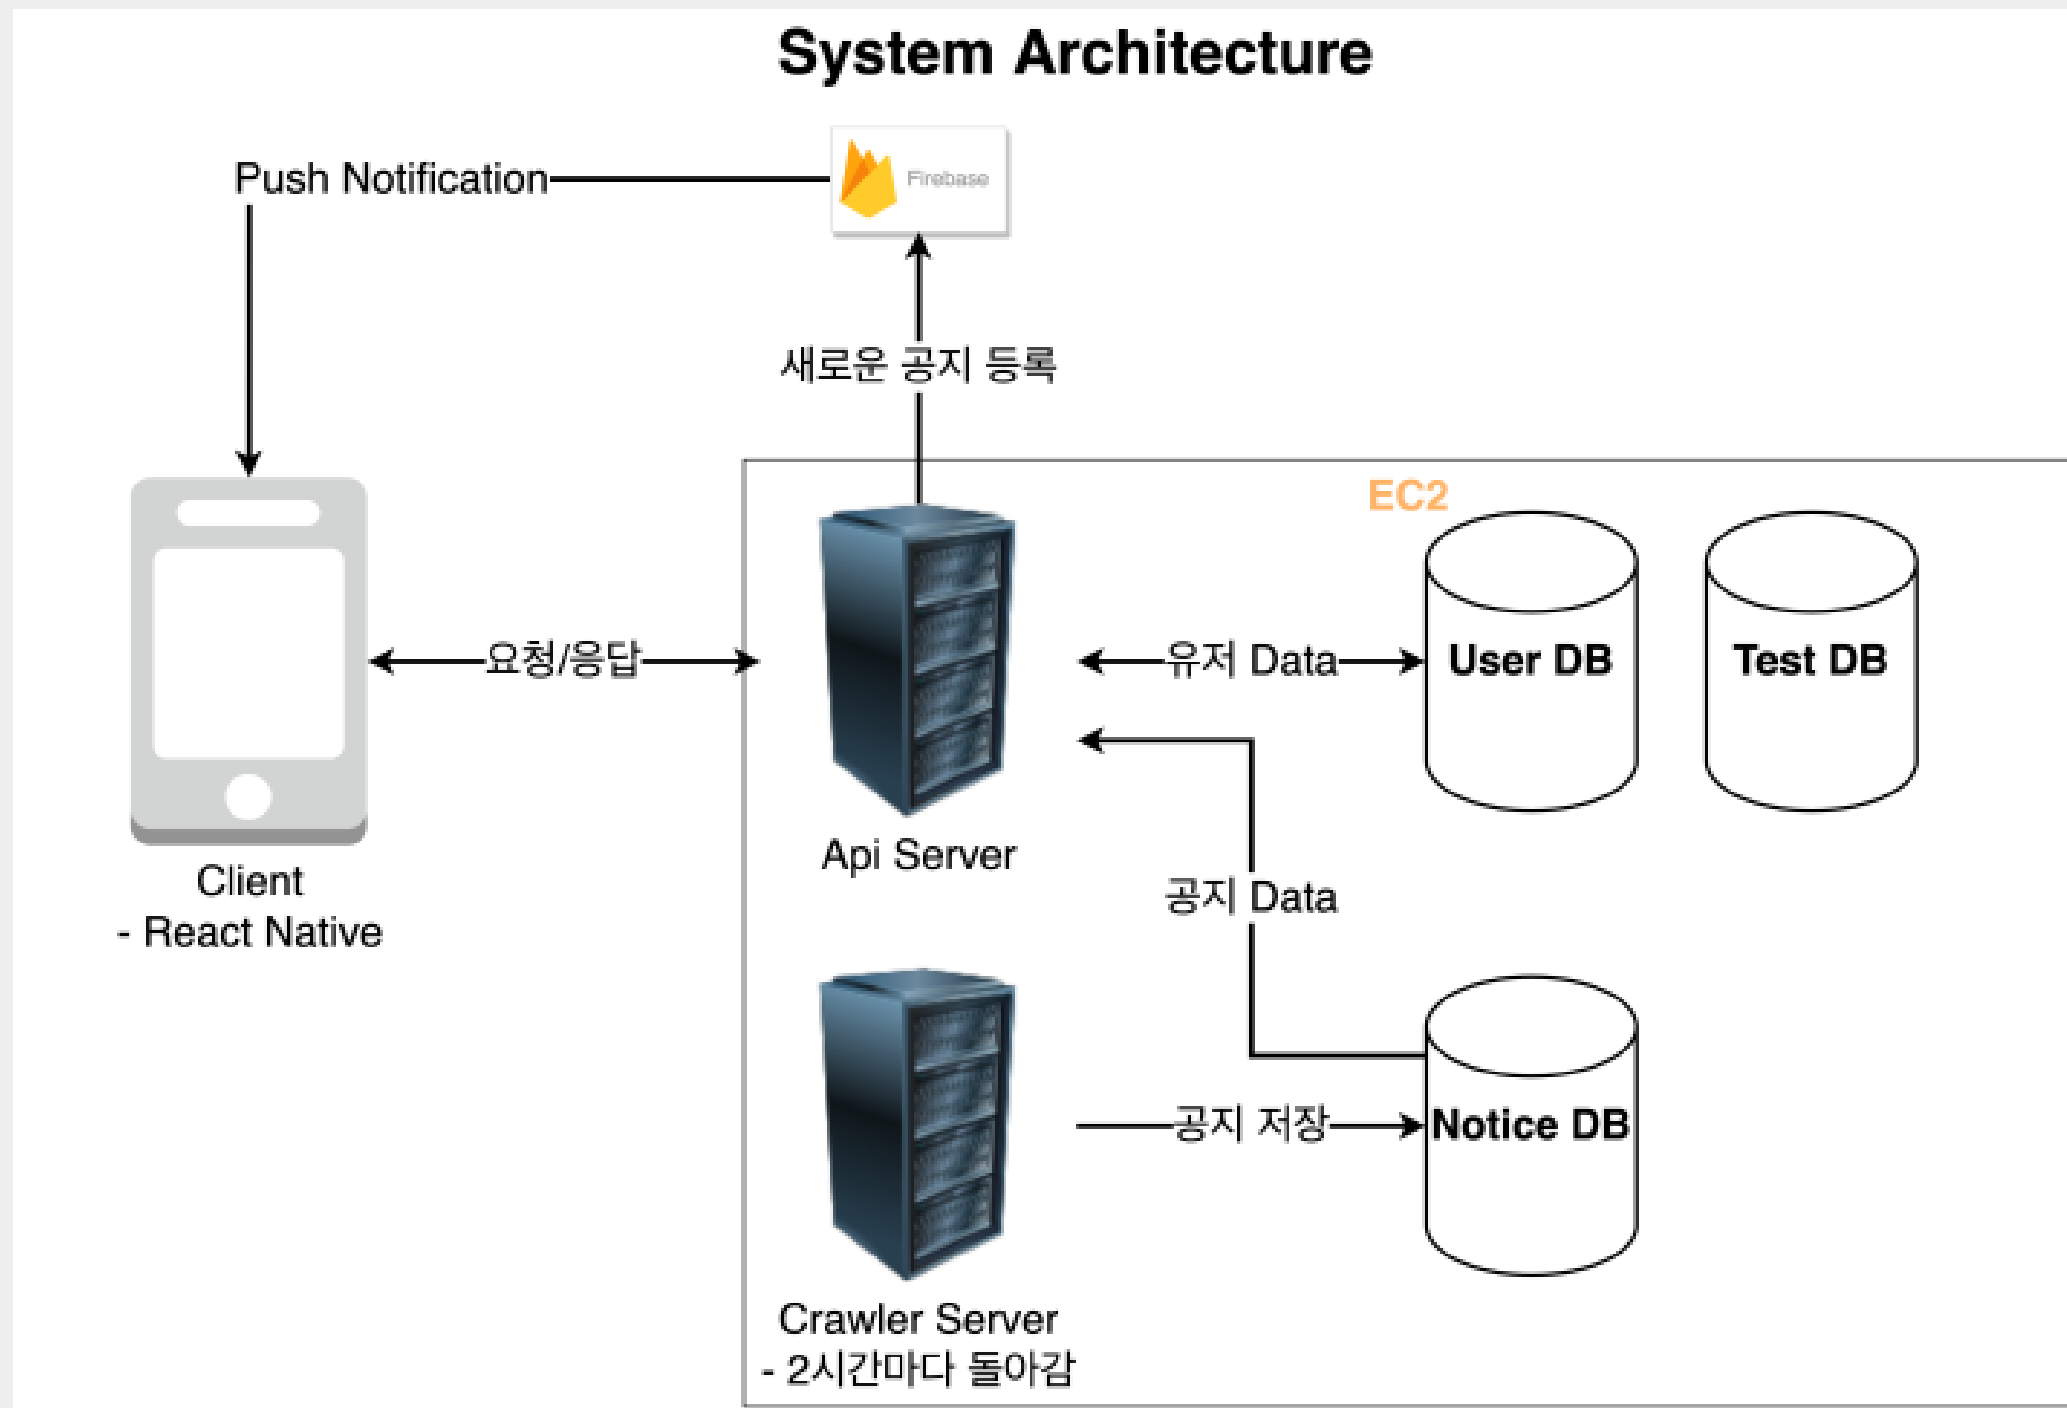 System Architecture
Push Notification
Firebase
새로운 공지 등록
EC2
요청/응답
유저 Data
User DB
Test DB
Api Server
Client
- React Native
공지 Data
공지 저장
Notice DB
Crawler Server
- 2시간마다 돌아감